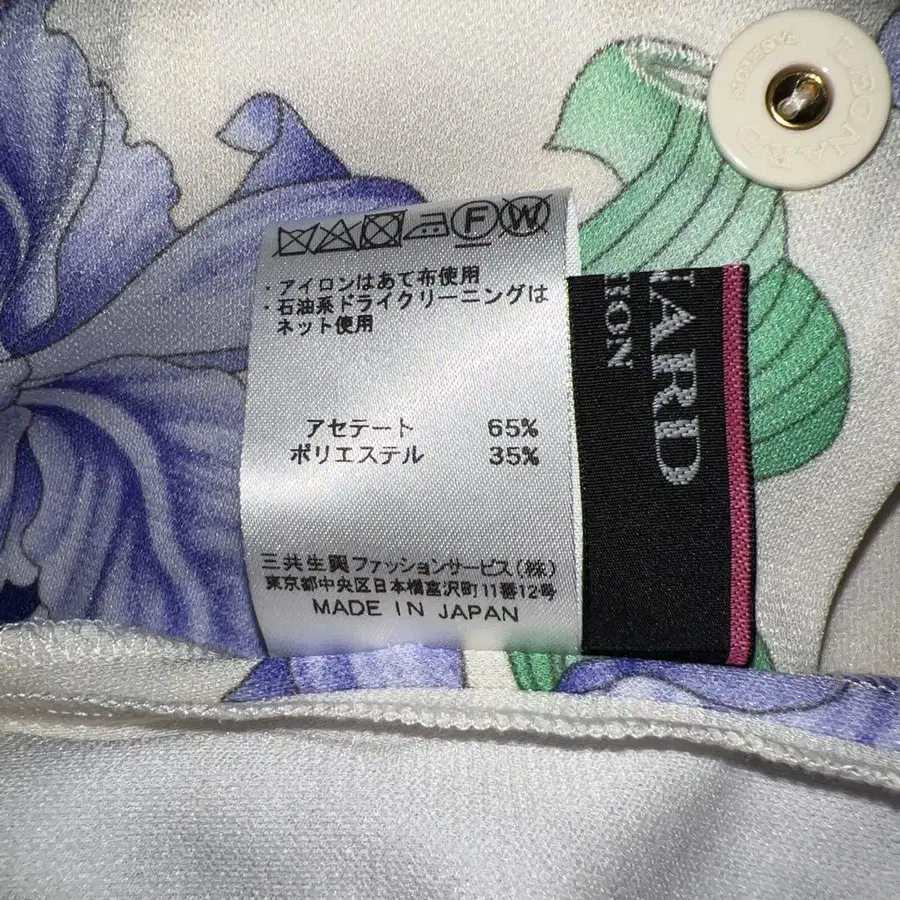 F W
・アイロンはあて布使用
・石油系ドライクリーニングは
ネット使用
アセテート 65%
ポリエステル 35%
三共生興ファッションサービス(株)
東京都中央区日本橋富沢町11番12号
MADE IN JAPAN
NARD
RON
LEONARD